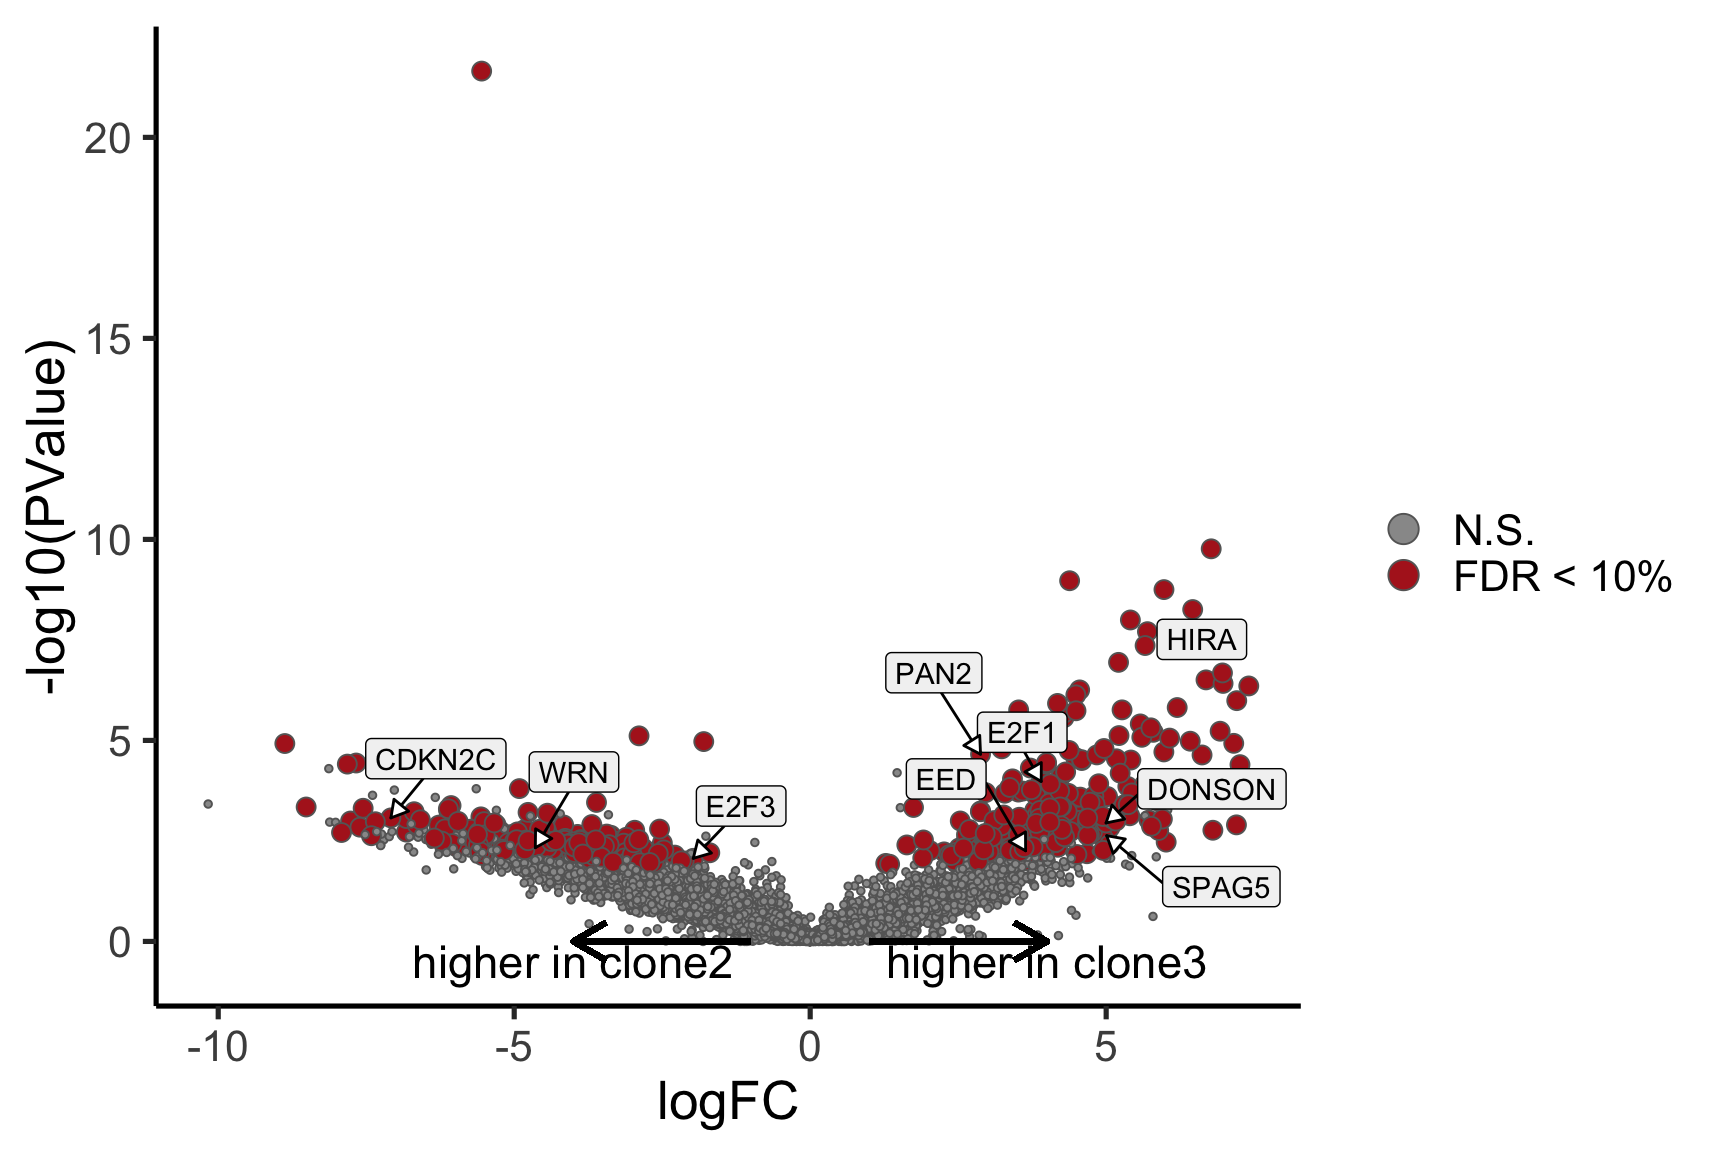 20
15
10
5
0
-log10(PValue)
N.S.
FDR < 10%
HIRA
PAN2
E2F1
CDKN2C
WRN
EED
DONSON
E2F3
SPAG5
higher in clone2
higher in clone3
-10
-5
0
5
logFC